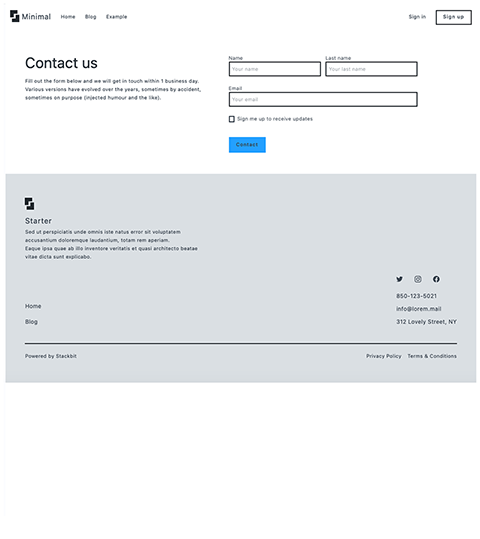 Minimal
Home
Blog
Example
Sign in
Sign up
Contact us
Fill out the form below and we will get in touch within 1 business day.
Various versions have evolved over the years, sometimes by accident,
sometimes on purpose (injected humour and the like).
Name
Last name
Your name
Your last name
Email
Your email
Sign me up to receive updates
Contact
Starter
Sed ut perspiciatis unde omnis iste natus error sit voluptatem
accusantium doloremque laudantium, totam rem aperiam.
Eaque ipsa quae ab illo inventore veritatis et quasi architecto beatae
vitae dicta sunt explicabo.
Home
Blog
850-123-5021
info@lorem.mail
312 Lovely Street, NY
Powered by Stackbit
Privacy Policy
Terms & Conditions